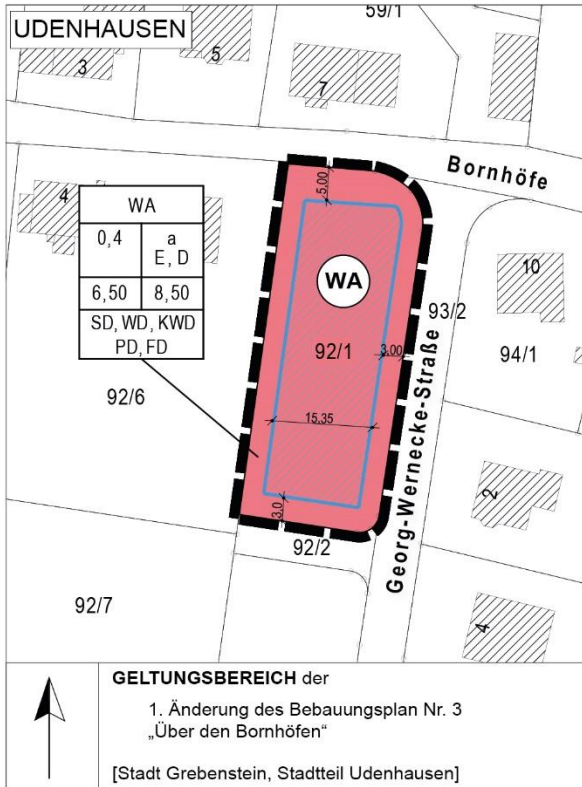 59/1
UDENHAUSEN
3
5
7
Bornhöfe
4
5.00
WA
0,4
a
E, D
6,50
8,50
SD, WD, KWD
PD, FD
WA
10
93/2
92/1
3.00
94/1
92/6
15.35
Georg-Wernecke-Straße
2
3.0
92/2
92/7
4
GELTUNGSBEREICH der
1. Änderung des Bebauungsplan Nr. 3
„Über den Bornhöfen“
[Stadt Grebenstein, Stadtteil Udenhausen]